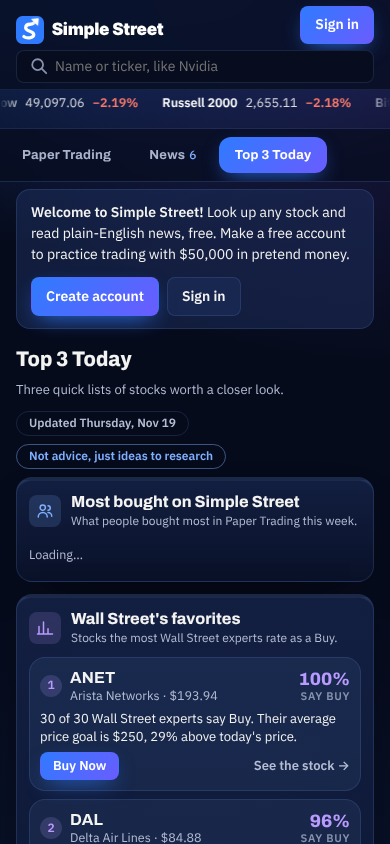 Simple Street
Sign in
Name or ticker, like Nvidia
49,097.06 −2.19% Russell 2000 2,655.11 −2.18%
Paper Trading News 6 Top 3 Today
Welcome to Simple Street! Look up any stock and
read plain-English news, free. Make a free account
to practice trading with $50,000 in pretend money.
Create account Sign in
Top 3 Today
Three quick lists of stocks worth a closer look.
Updated Thursday, Nov 19
Not advice, just ideas to research
Most bought on Simple Street
What people bought most in Paper Trading this week.
Loading...
Wall Street's favorites
Stocks the most Wall Street experts rate as a Buy.
1 ANET 100%
Arista Networks · $193.94 SAY BUY
30 of 30 Wall Street experts say Buy. Their average
price goal is $250, 29% above today's price.
Buy Now See the stock →
2 DAL 96%
Delta Air Lines · $84.88 SAY BUY